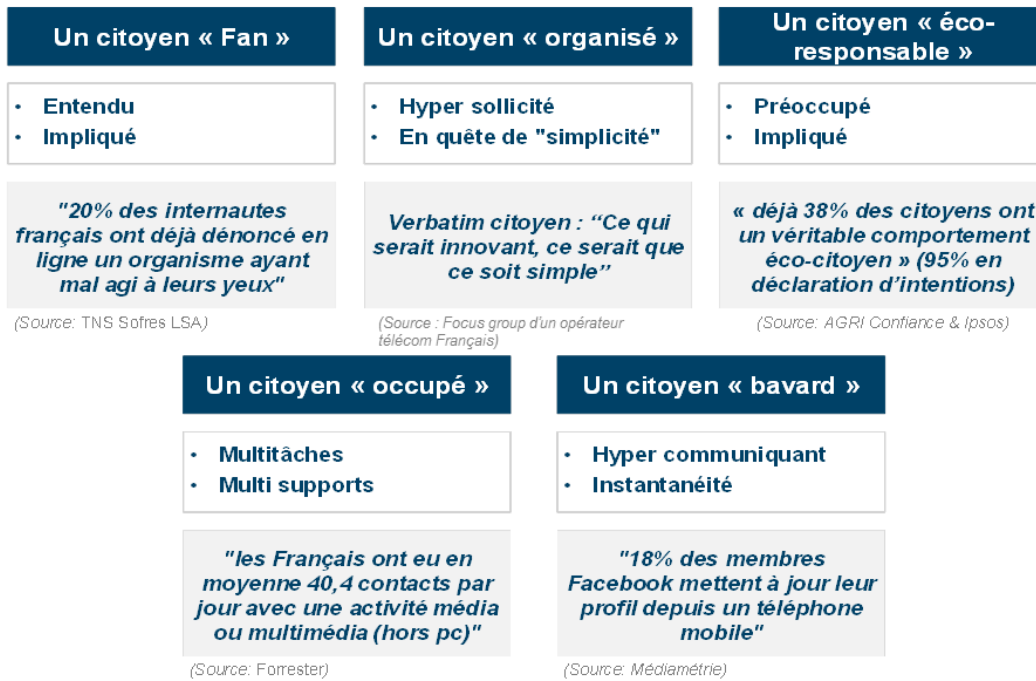 Un citoyen « Fan »
• Entendu
• Impliqué
"20% des internautes
français ont déjà dénoncé en
ligne un organisme ayant
mal agi à leurs yeux"
(Source: TNS Sofres LSA)
Un citoyen « organisé »
• Hyper sollicité
• En quête de "simplicité"
Verbatim citoyen : “Ce qui
serait innovant, ce serait que
ce soit simple”
(Source : Focus group d'un opérateur
télécom Français)
Un citoyen « éco-
responsable »
• Préoccupé
• Impliqué
« déjà 38% des citoyens ont
un véritable comportement
éco-citoyen » (95% en
déclaration d’intentions)
(Source: AGRI Confiance & Ipsos)
Un citoyen « occupé »
• Multitâches
• Multi supports
"les Français ont eu en
moyenne 40,4 contacts par
jour avec une activité média
ou multimédia (hors pc)"
(Source: Forrester)
Un citoyen « bavard »
• Hyper communiquant
• Instantanéité
"18% des membres
Facebook mettent à jour leur
profil depuis un téléphone
mobile"
(Source: Médiamétrie)